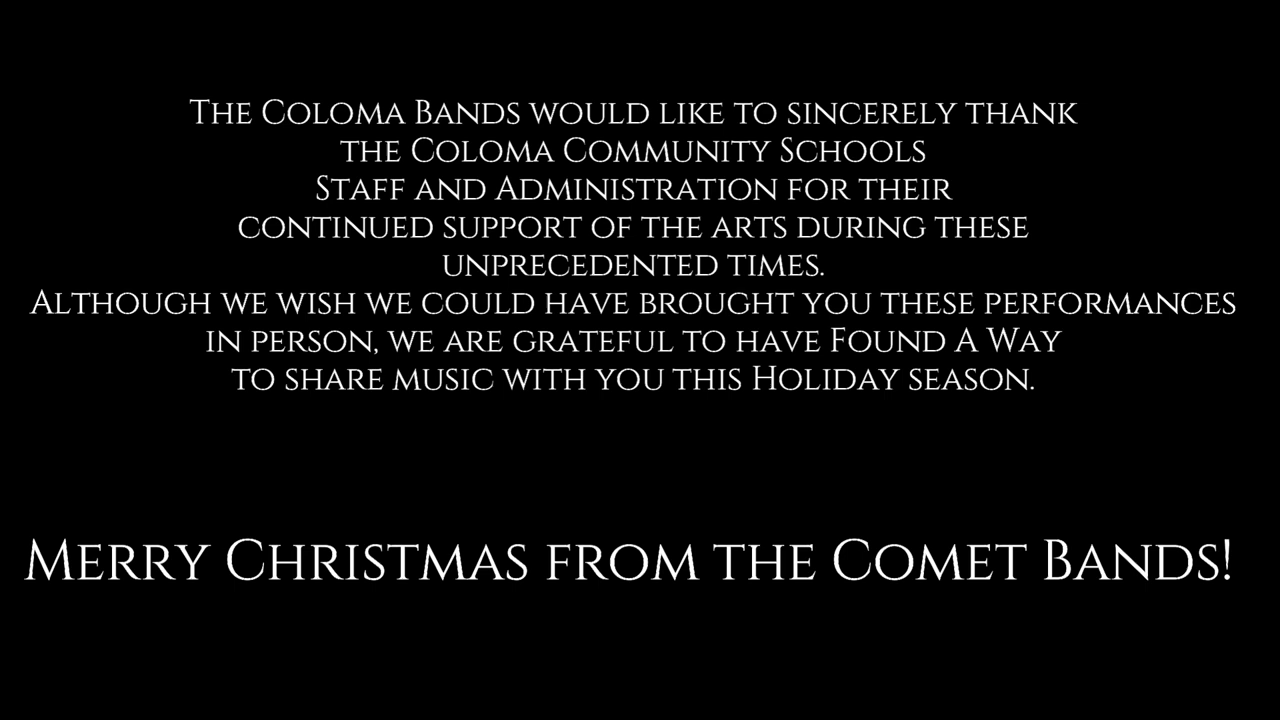 The Coloma Bands would like to sincerely thank
the Coloma Community Schools
Staff and Administration for their
continued support of the arts during these
unprecedented times.
Although we wish we could have brought you these performances
in person, we are grateful to have Found A Way
to share music with you this Holiday season.
Merry Christmas from the Comet Bands!